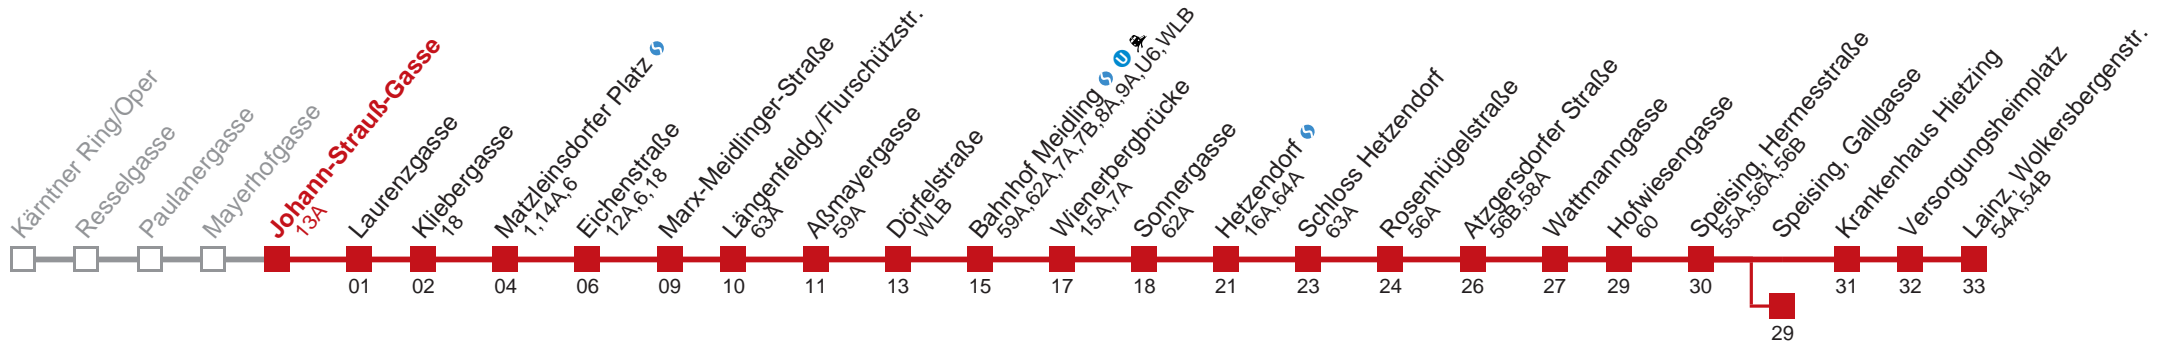 Kärntner Ring/Oper
Resselgasse
Paulanergasse
Mayerhofgasse
Johann-Strauß-Gasse
13A
Laurenzgasse
01
Kliebergasse
18
02
Matzleinsdorfer Platz S
1,14A,6
04
Eichenstraße
12A,6,18
06
Marx-Meidlinger-Straße
09
Längenfeldg./Flurschützstr.
63A
10
Aßmayergasse
59A
11
Dörfelstraße
WLB
13
Bahnhof Meidling S U
59A,62A,7A,7B,8A,9A,U6,WLB
15
Wienerbergbrücke
15A,7A
17
Sonnergasse
62A
18
Hetzendorf S
16A,64A
21
Schloss Hetzendorf
63A
23
Rosenhügelstraße
56A
24
Atzgersdorfer Straße
56B,58A
26
Wattmanngasse
27
Hofwiesengasse
60
29
Speising, Hermesstraße
55A,56A,56B
30
Speising, Gallgasse
29
Krankenhaus Hietzing
31
Versorgungsheimplatz
32
Lainz, Wolkersbergenstr.
54A,54B
33